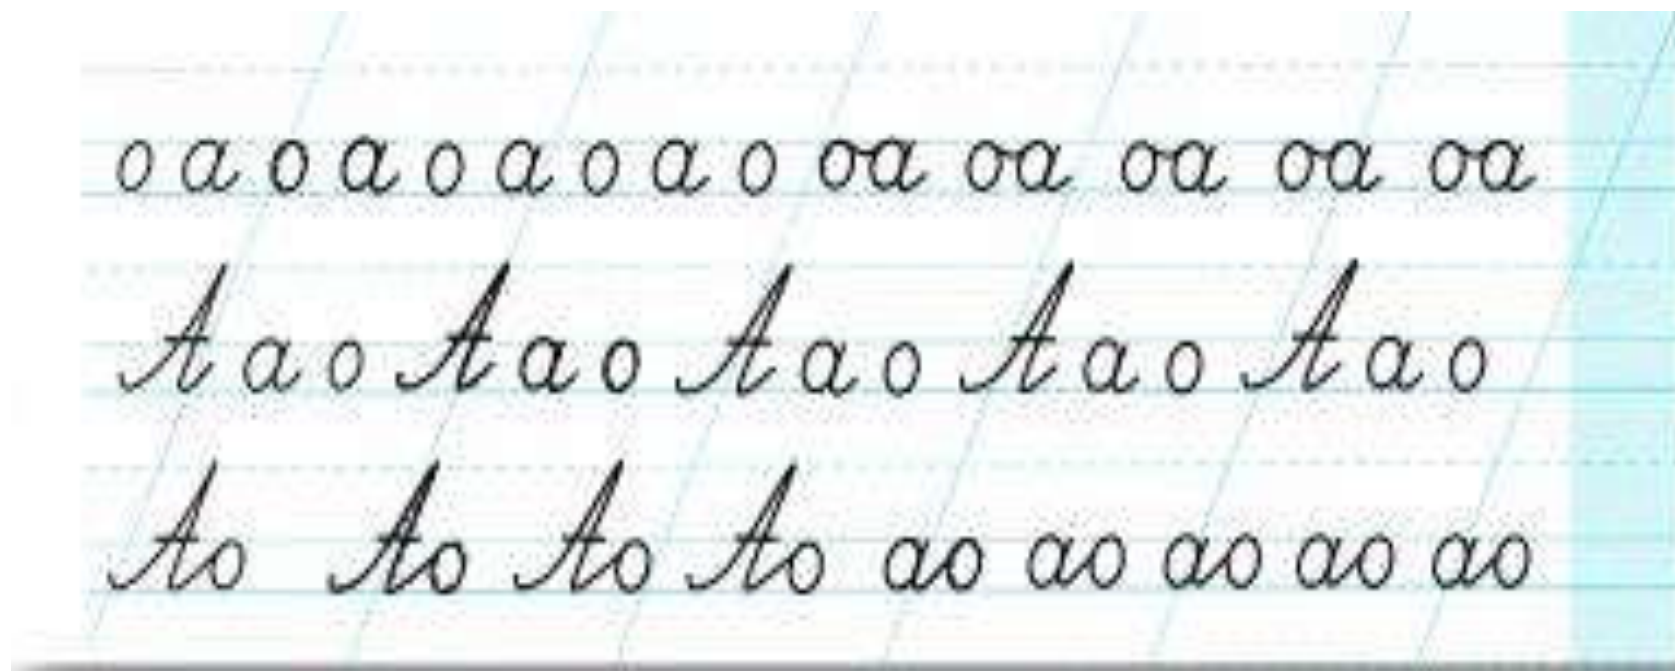 о а о а о а о а о оа оа оа оа оа
А а о А а о А а о А а о А а о
Ао Ао Ао Ао ао ао ао ао ао